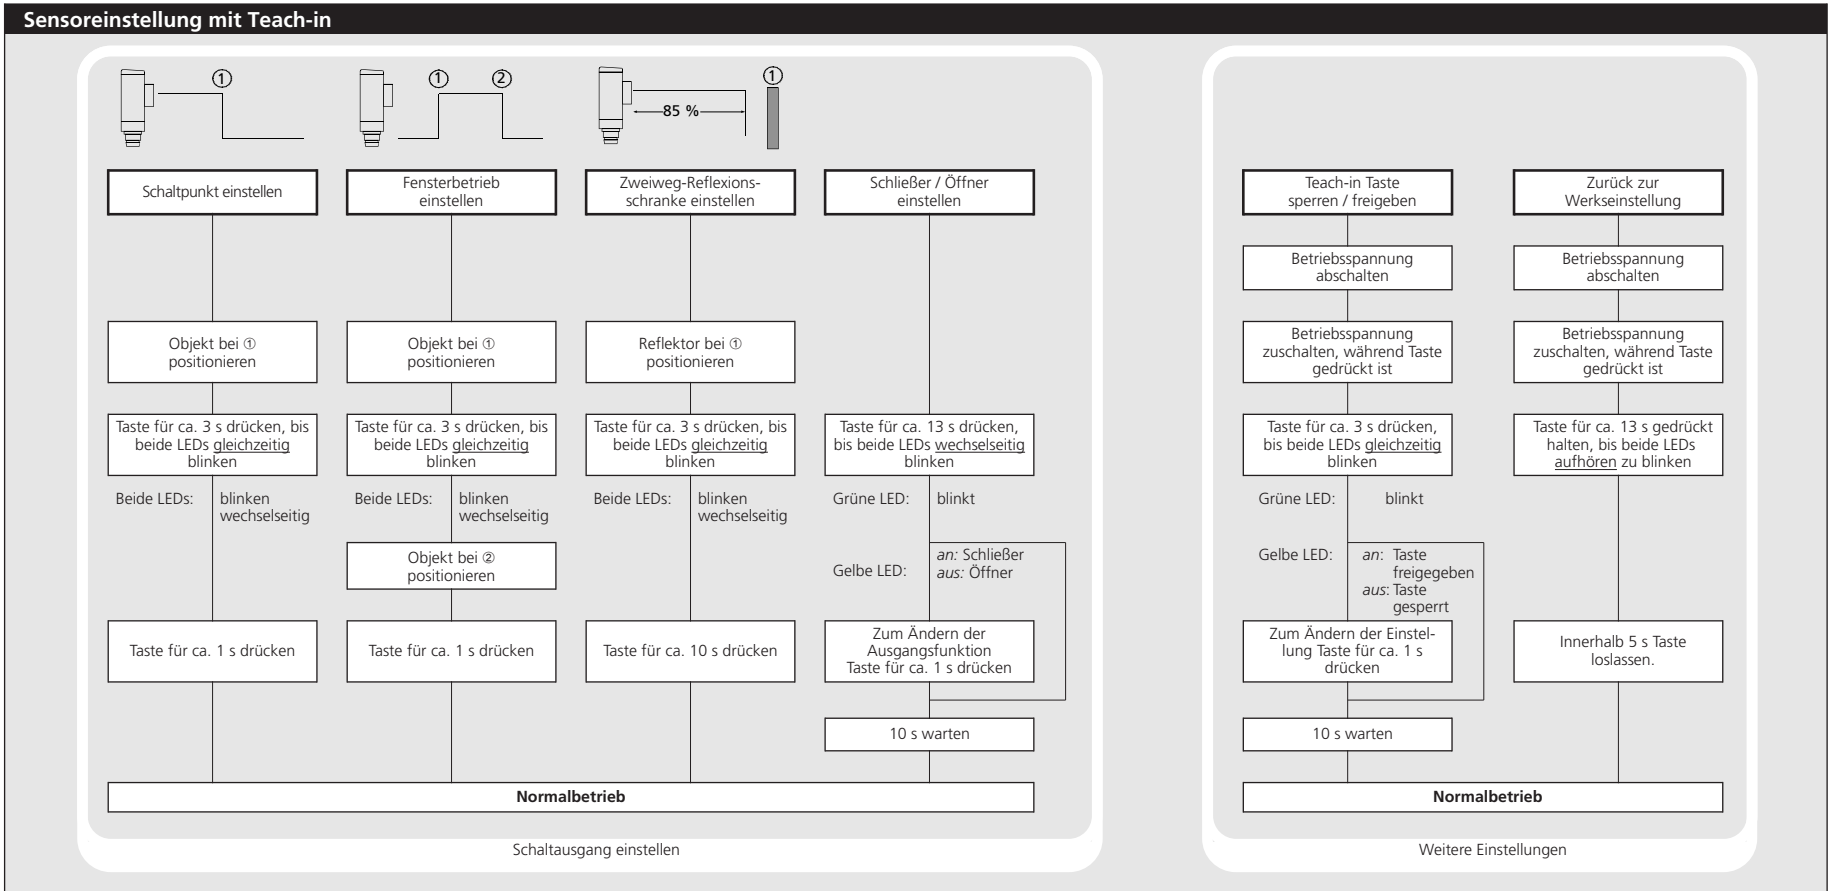 Sensoreinstellung mit Teach-in
①
① ②
85 %
①
Schaltpunkt einstellen
Objekt bei ①
positionieren
Taste für ca. 3 s drücken, bis
beide LEDs gleichzeitig
blinken
Beide LEDs: blinken
wechselseitig
Taste für ca. 1 s drücken
Fensterbetrieb
einstellen
Objekt bei ①
positionieren
Taste für ca. 3 s drücken, bis
beide LEDs gleichzeitig
blinken
Beide LEDs: blinken
wechselseitig
Objekt bei ②
positionieren
Taste für ca. 1 s drücken
Zweiweg-Reflexions-
schranke einstellen
Reflektor bei ①
positionieren
Taste für ca. 3 s drücken, bis
beide LEDs gleichzeitig
blinken
Beide LEDs: blinken
wechselseitig
Taste für ca. 10 s drücken
Schließer / Öffner
einstellen
Taste für ca. 13 s drücken,
bis beide LEDs wechselseitig
blinken
Grüne LED: blinkt
Gelbe LED:
an: Schließer
aus: Öffner
Zum Ändern der
Ausgangsfunktion
Taste für ca. 1 s drücken
10 s warten
Normalbetrieb
Schaltausgang einstellen
Teach-in Taste
sperren / freigeben
Betriebsspannung
abschalten
Betriebsspannung
zuschalten, während Taste
gedrückt ist
Taste für ca. 3 s drücken,
bis beide LEDs gleichzeitig
blinken
Grüne LED: blinkt
Gelbe LED: an: Taste
freigegeben
aus: Taste
gesperrt
Zum Ändern der Einstel-
lung Taste für ca. 1 s
drücken
10 s warten
Zurück zur
Werkseinstellung
Betriebsspannung
abschalten
Betriebsspannung
zuschalten, während Taste
gedrückt ist
Taste für ca. 13 s gedrückt
halten, bis beide LEDs
aufhören zu blinken
Innerhalb 5 s Taste
loslassen.
Normalbetrieb
Weitere Einstellungen